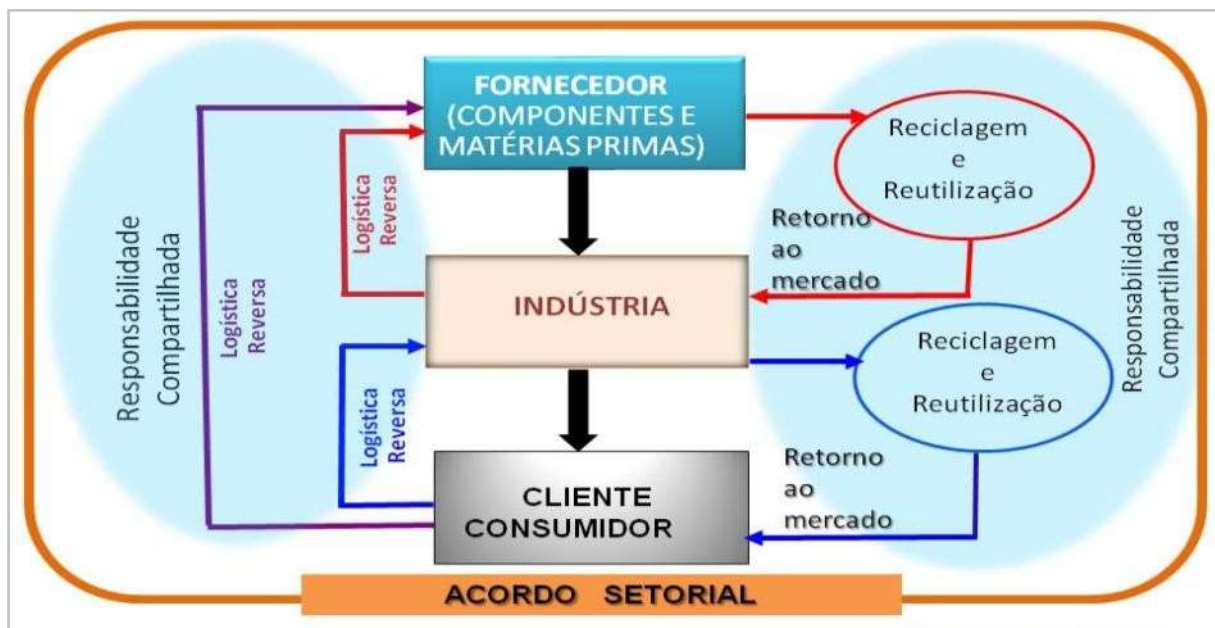 FORNECEDOR
(COMPONENTES E
MATÉRIAS PRIMAS)
Reciclagem
e
Reutilização
Retorno
ao
mercado
Responsabilidade
Compartilhada
Logística
Reversa
Logística
Reversa
INDÚSTRIA
Reciclagem
e
Reutilização
Responsabilidade
Compartilhada
Logística
Reversa
CLIENTE
CONSUMIDOR
Retorno
ao
mercado
ACORDO SETORIAL